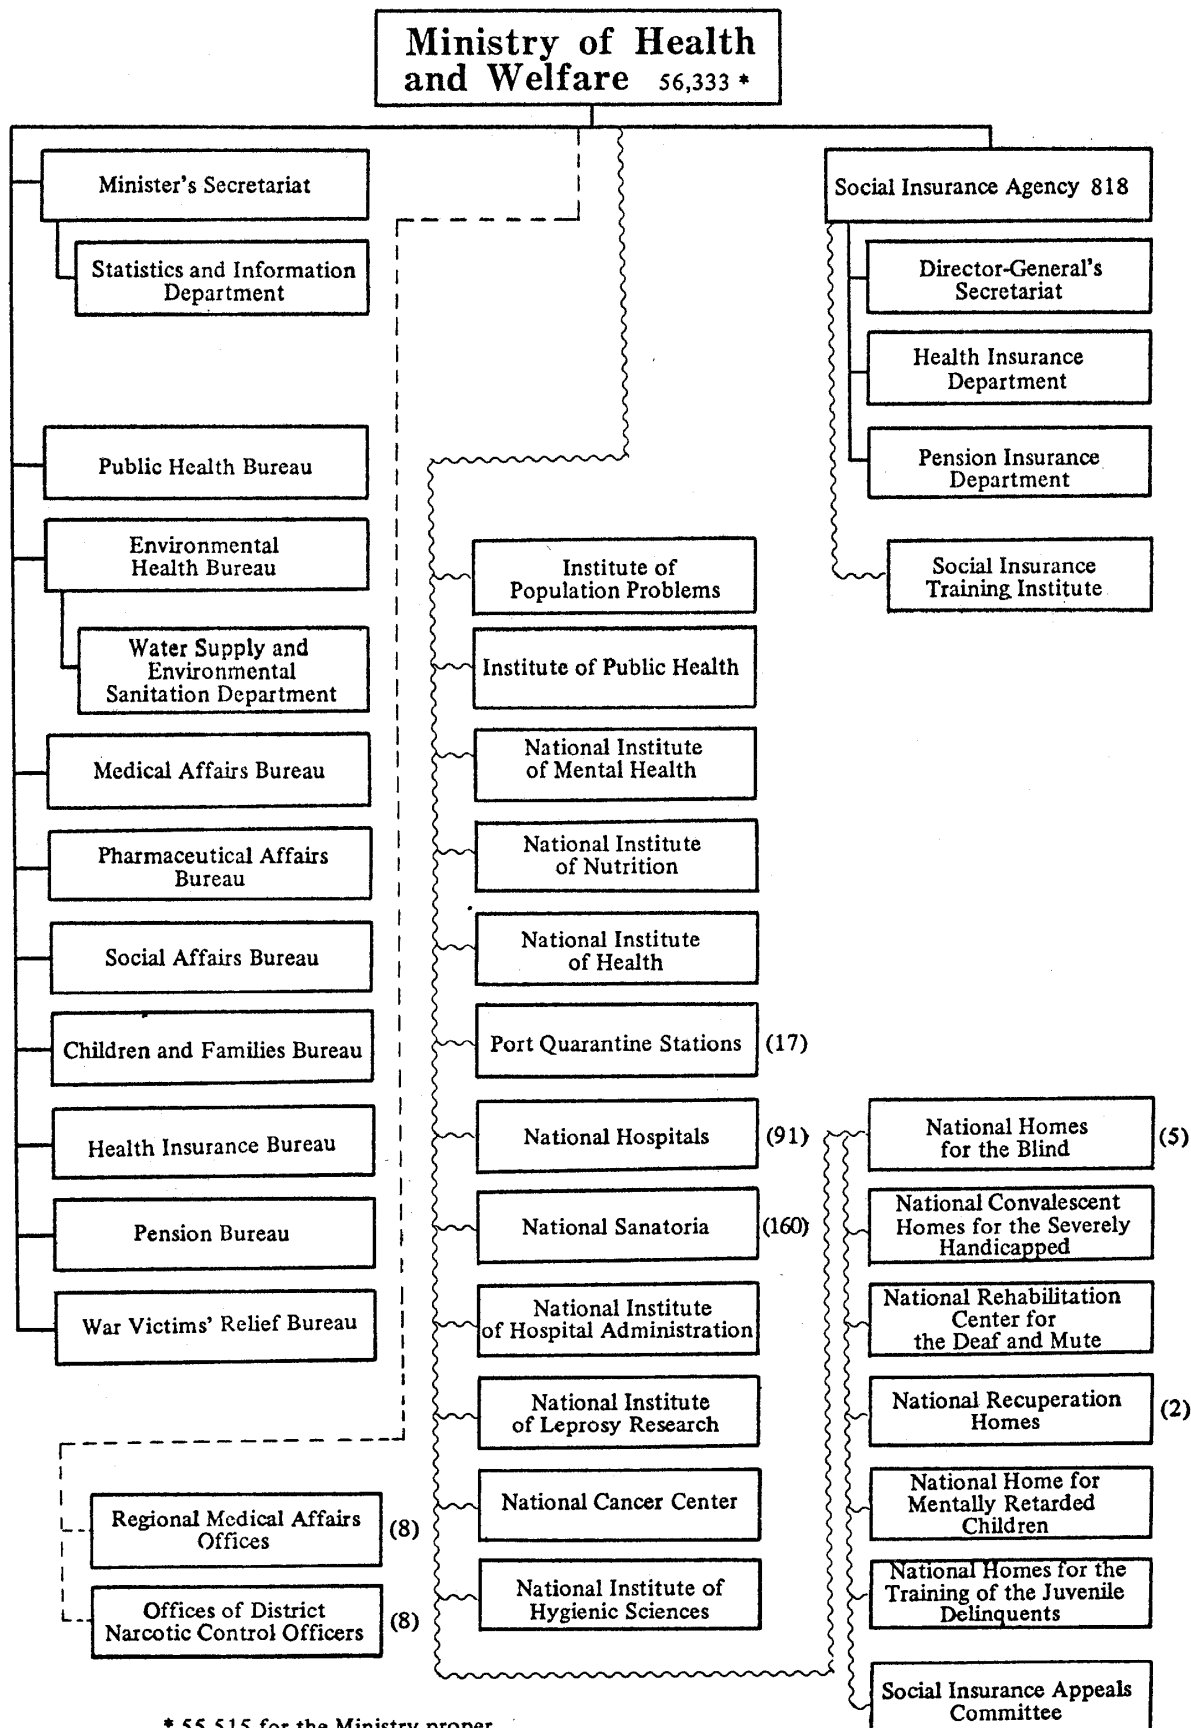 Ministry of Health
and Welfare 56,333 *
Minister's Secretariat
Statistics and Information
Department
Public Health Bureau
Environmental
Health Bureau
Water Supply and
Environmental
Sanitation Department
Medical Affairs Bureau
Pharmaceutical Affairs
Bureau
Social Affairs Bureau
Children and Families Bureau
Health Insurance Bureau
Pension Bureau
War Victims' Relief Bureau
Regional Medical Affairs
Offices
(8)
Offices of District
Narcotic Control Officers
(8)
Institute of
Population Problems
Institute of Public Health
National Institute
of Mental Health
National Institute
of Nutrition
National Institute
of Health
Port Quarantine Stations (17)
National Hospitals (91)
National Sanatoria (160)
National Institute
of Hospital Administration
National Institute
of Leprosy Research
National Cancer Center
National Institute of
Hygienic Sciences
Social Insurance Agency 818
Director-General's
Secretariat
Health Insurance
Department
Pension Insurance
Department
Social Insurance
Training Institute
National Homes
for the Blind
(5)
National Convalescent
Homes for the Severely
Handicapped
National Rehabilitation
Center for
the Deaf and Mute
National Recuperation
Homes
(2)
National Home for
Mentally Retarded
Children
National Homes for the
Training of the Juvenile
Delinquents
Social Insurance Appeals
Committee
* 55,515 for the Ministry proper